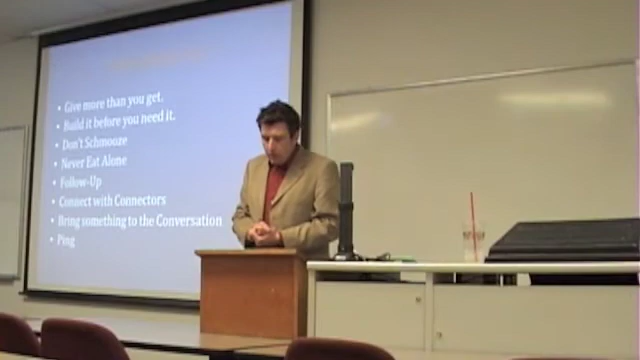 • Give more than you get.
• Build it before you need it.
• Don't Schmooze
• Never Eat Alone
• Follow-Up
• Connect with Connectors
• Bring something to the Conversation
• Ping